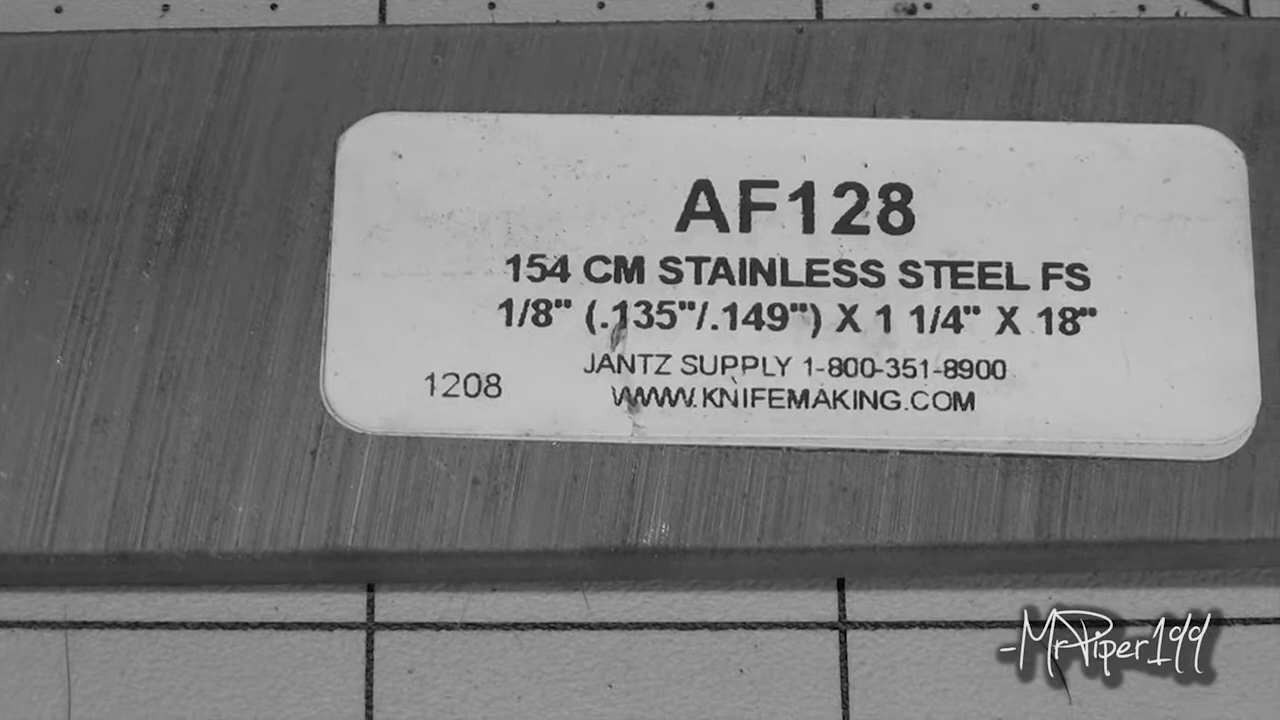 AF128
154 CM STAINLESS STEEL FS
1/8" (.135"/.149") X 1 1/4" X 18"
JANTZ SUPPLY 1-800-351-8900
1208
WWW.KNIFEMAKING.COM
-MrPiper199